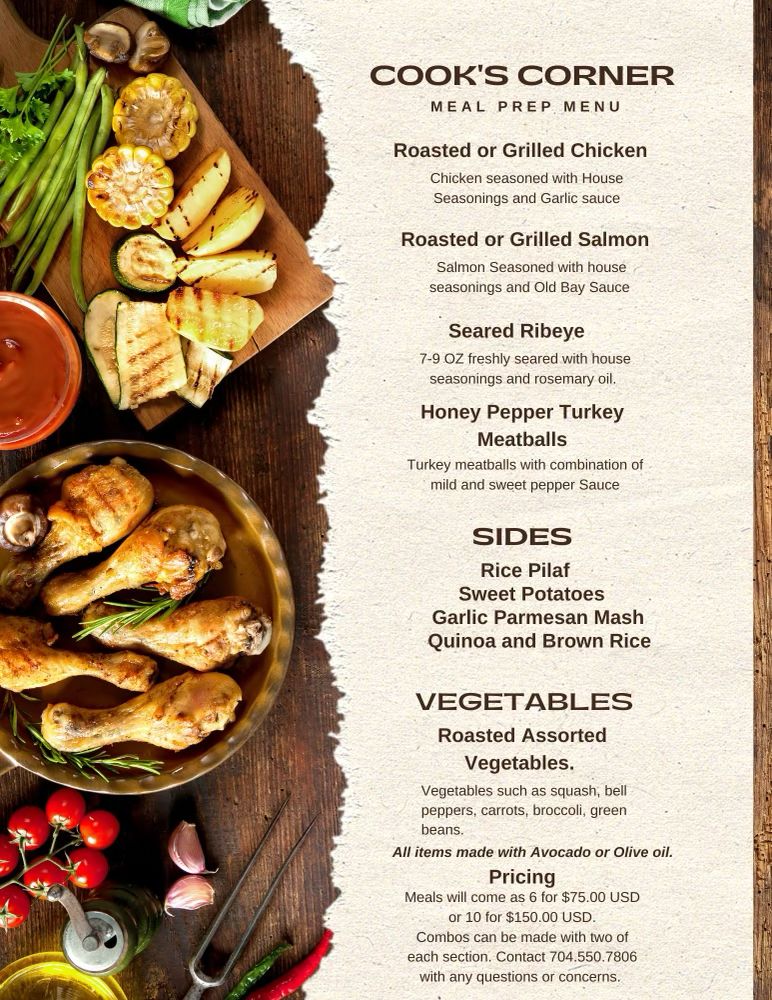 COOK'S CORNER
MEAL PREP MENU
Roasted or Grilled Chicken
Chicken seasoned with House
Seasonings and Garlic sauce
Roasted or Grilled Salmon
Salmon Seasoned with house
seasonings and Old Bay Sauce
Seared Ribeye
7-9 OZ freshly seared with house
seasonings and rosemary oil.
Honey Pepper Turkey
Meatballs
Turkey meatballs with combination of
mild and sweet pepper Sauce
SIDES
Rice Pilaf
Sweet Potatoes
Garlic Parmesan Mash
Quinoa and Brown Rice
VEGETABLES
Roasted Assorted
Vegetables.
Vegetables such as squash, bell
peppers, carrots, broccoli, green
beans.
All items made with Avocado or Olive oil.
Pricing
Meals will come as 6 for $75.00 USD
or 10 for $150.00 USD.
Combos can be made with two of
each section. Contact 704.550.7806
with any questions or concerns.